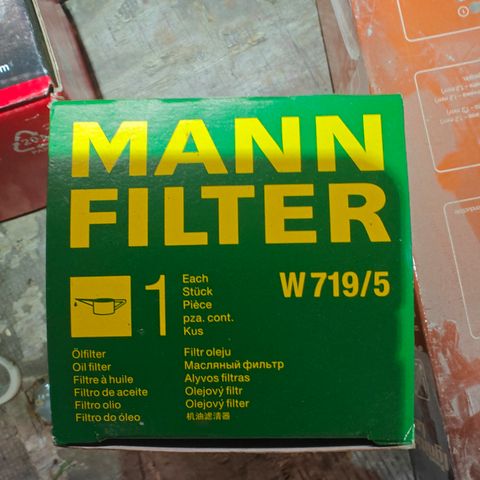 MANN
FILTER
1
Each
Stück
Pièce
pza. cont.
Kus
W 719/5
Ölfilter
Oil filter
Filtre à huile
Filtro de aceite
Filtro olio
Filtro do óleo
Filtr oleju
Масляный фильтр
Alyvos filtras
Olejový filtr
Olejový filter
机油滤清器